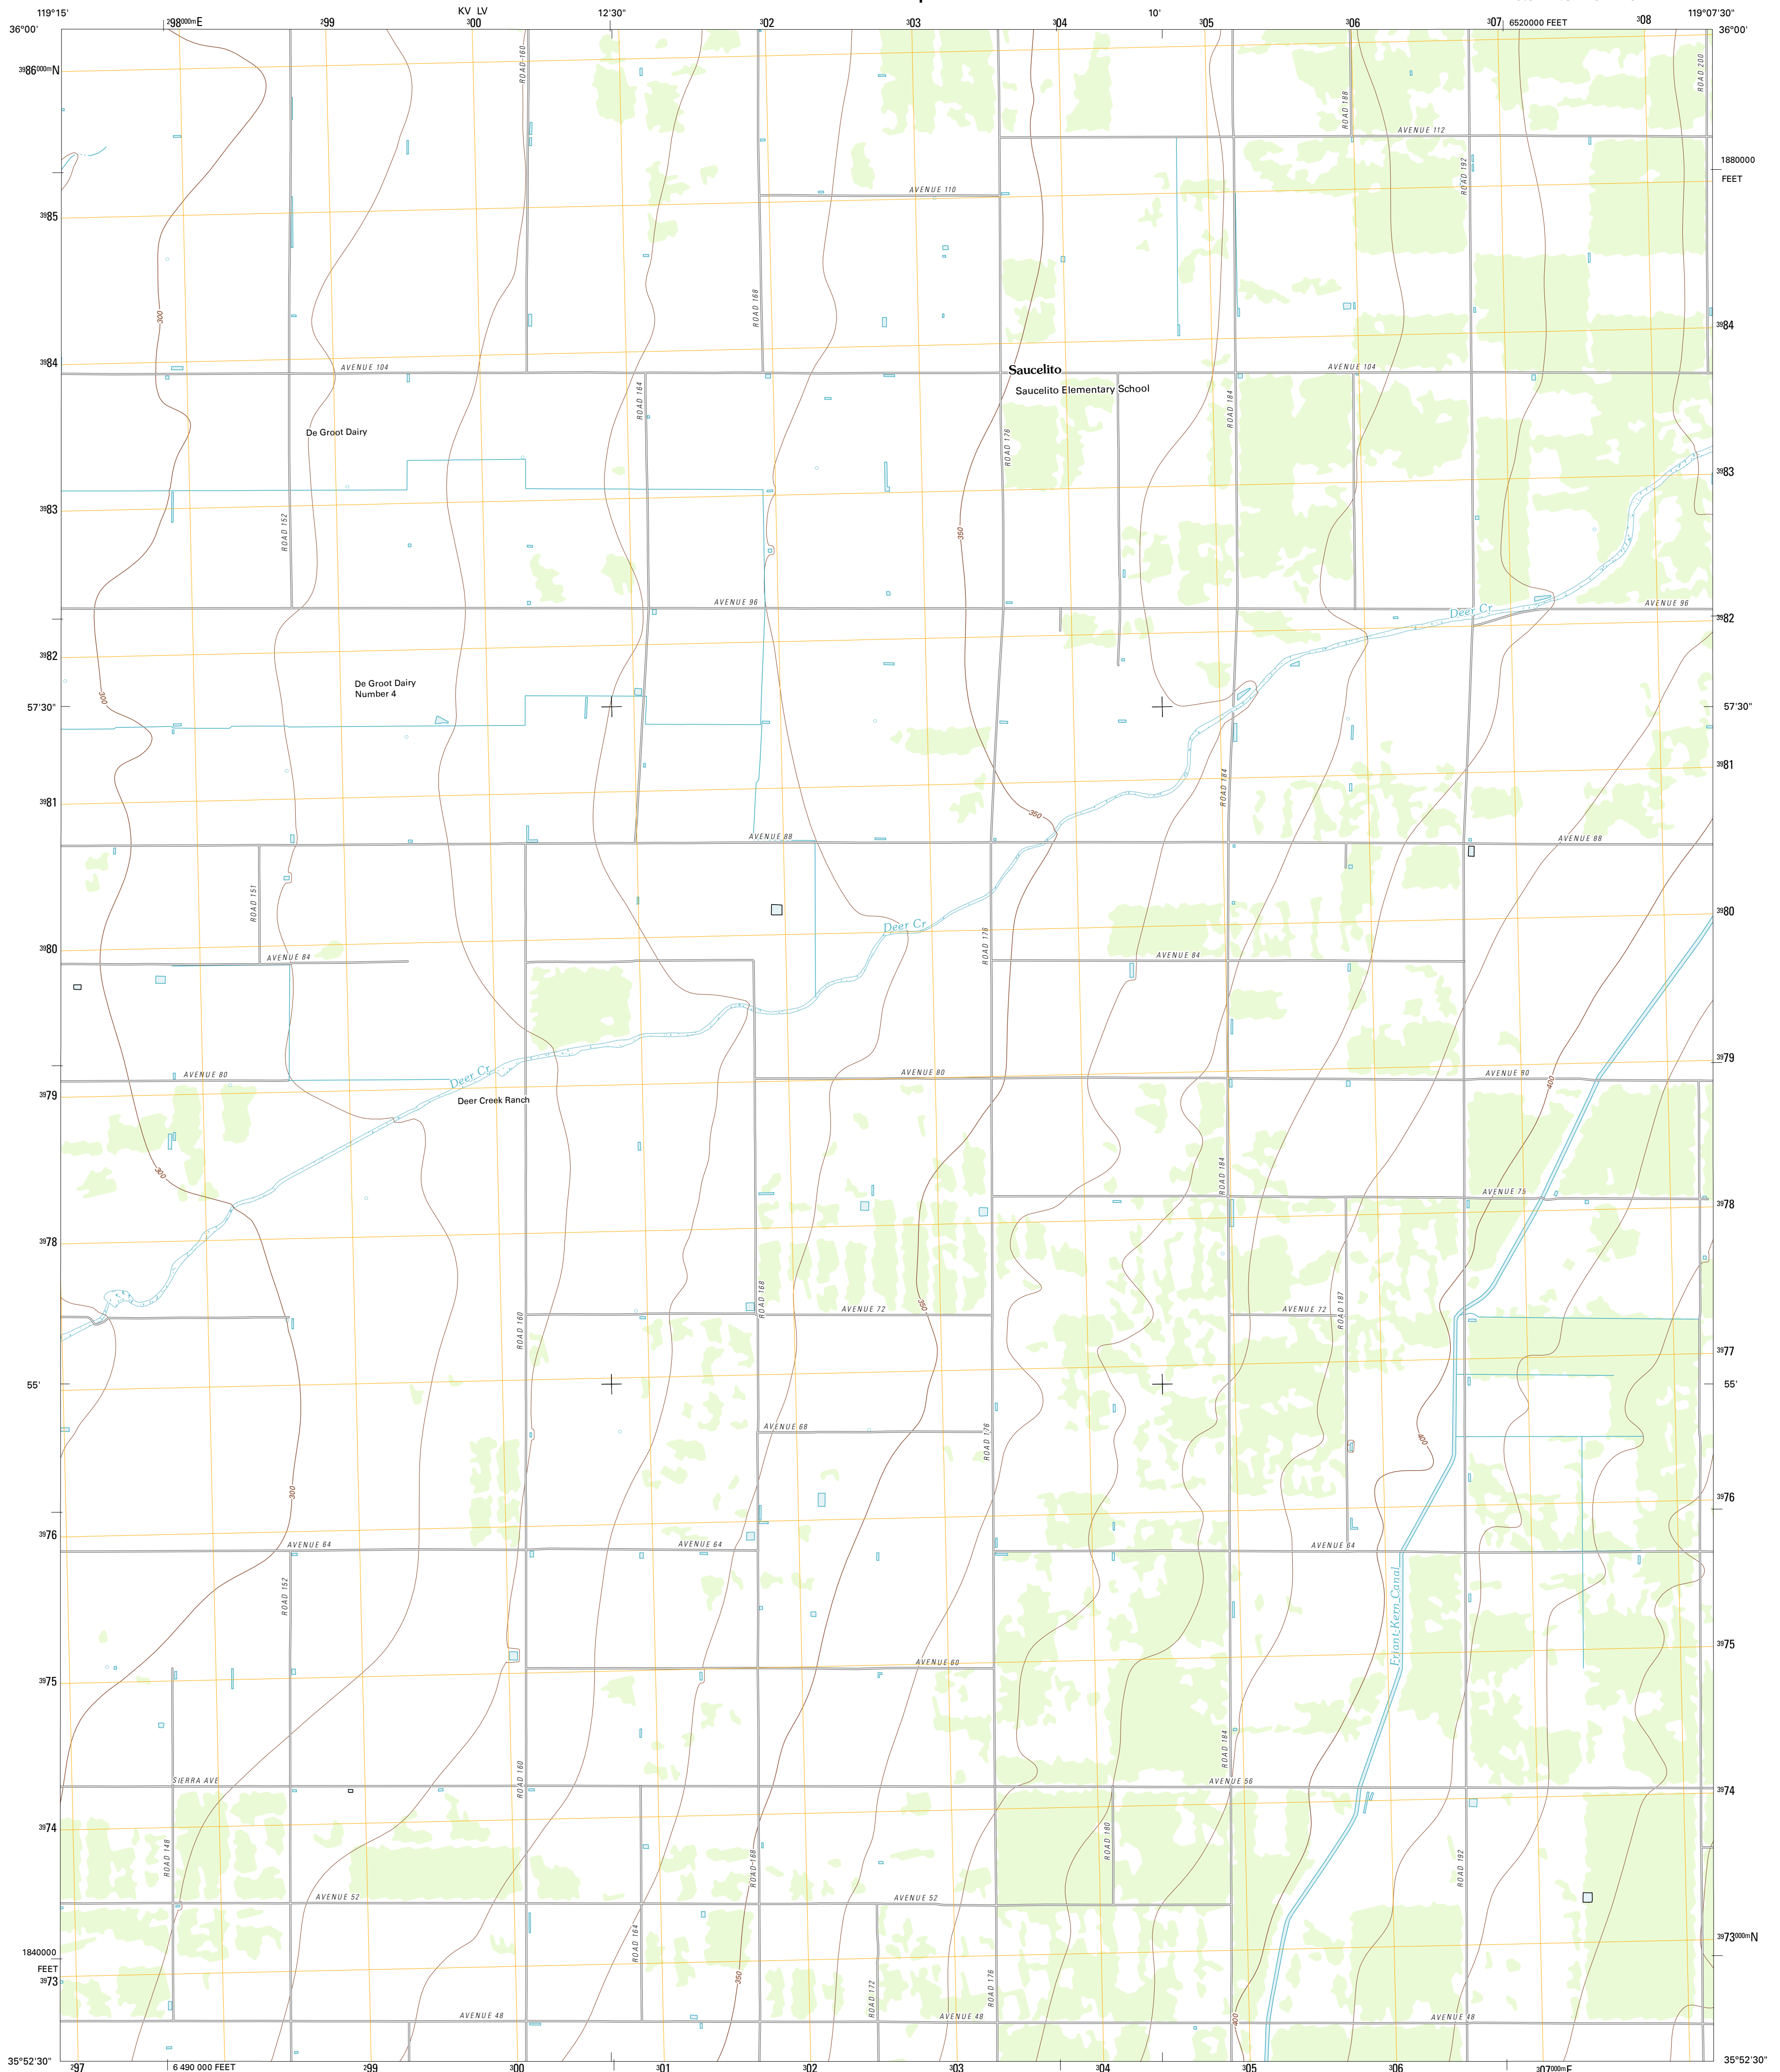 119°15'
²98⁰⁰⁰ᵐE
²99
KV LV
³00
12'30"
³02
³03
³04
10'
³05
³06
³07
6520000 FEET
³08
119°07'30"
36°00'
36°00'
³⁹86⁰⁰⁰ᵐN
ROAD 160
ROAD 188
ROAD 200
AVENUE 112
ROAD 192
1880000
FEET
AVENUE 110
³⁹85
300
ROAD 168
³⁹84
³⁹84
AVENUE 104
Saucelito
AVENUE 104
Saucelito Elementary School
ROAD 164
ROAD 184
De Groot Dairy
ROAD 176
³⁹83
³⁹83
ROAD 152
350
AVENUE 96
Deer Cr
AVENUE 96
³⁹82
³⁹82
De Groot Dairy
Number 4
300
57'30"
57'30"
³⁹81
ROAD 184
³⁹81
350
AVENUE 88
AVENUE 88
ROAD 151
Deer Cr
³⁹80
³⁹80
ROAD 176
AVENUE 84
AVENUE 84
³⁹79
AVENUE 80
Deer Cr
AVENUE 80
AVENUE 80
400
³⁹79
Deer Creek Ranch
300
ROAD 184
AVENUE 75
³⁹78
³⁹78
ROAD 168
350
AVENUE 72
AVENUE 72
ROAD 187
ROAD 160
³⁹77
55'
55'
AVENUE 68
ROAD 176
400
300
³⁹76
³⁹76
AVENUE 64
AVENUE 64
AVENUE 64
ROAD 152
Friant-Kern Canal
³⁹75
AVENUE 60
³⁹75
ROAD 184
SIERRA AVE
ROAD 160
AVENUE 56
³⁹74
³⁹74
ROAD 148
ROAD 168
ROAD 180
ROAD 192
AVENUE 52
AVENUE 52
ROAD 164
³⁹73⁰⁰⁰ᵐN
1840000
FEET
³⁹73
350
ROAD 172
ROAD 176
AVENUE 48
AVENUE 48
400
AVENUE 48
35°52'30"
35°52'30"
²97
6 490 000 FEET
²99
³00
³01
³02
³03
³04
³05
³06
³07⁰⁰⁰ᵐE